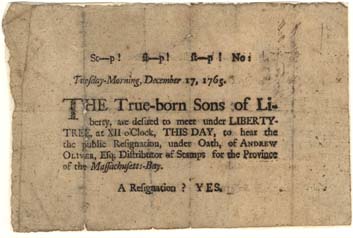 St—p! st—p! st—p! No:
Tuesday-Morning, December 17, 1765.
THE True-born Sons of Li-
berty, are desired to meet under LIBERTY-
TREE, at XII o'Clock, THIS DAY, to hear the
the public Resignation, under Oath, of ANDREW
OLIVER, Esq; Distributor of Stamps for the Province
of the Massachusetts-Bay.
A Resignation? YES.